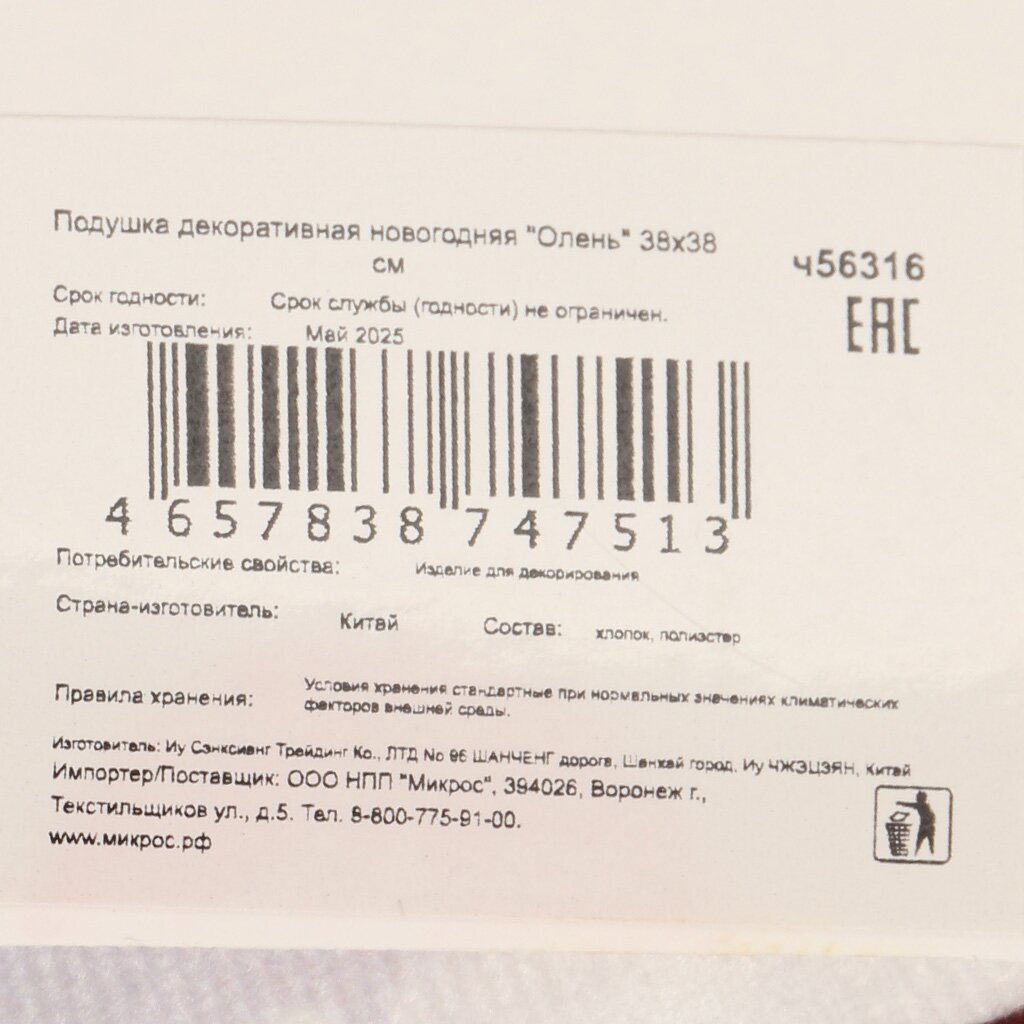 Подушка декоративная новогодняя "Олень" 38х38
см
ч56316
Срок годности: Срок службы (годности) не ограничен.
EAC
Дата изготовления: Май 2025
4 657838 747513
Потребительские свойства: Изделие для декорирования
Страна-изготовитель: Китай Состав: хлопок, полиэстер
Правила хранения: Условия хранения стандартные при нормальных значениях климатических
факторов внешней среды.
Изготовитель: Иу Сэнксианг Трейдинг Ко., ЛТД No 96 ШАНЧЕНГ дорога, Шанхай город, Иу ЧЖЭЦЗЯН, Китай
Импортер/Поставщик: ООО НПП "Микрос", 394026, Воронеж г.,
Текстильщиков ул., д.5. Тел. 8-800-775-91-00.
www.микрос.рф